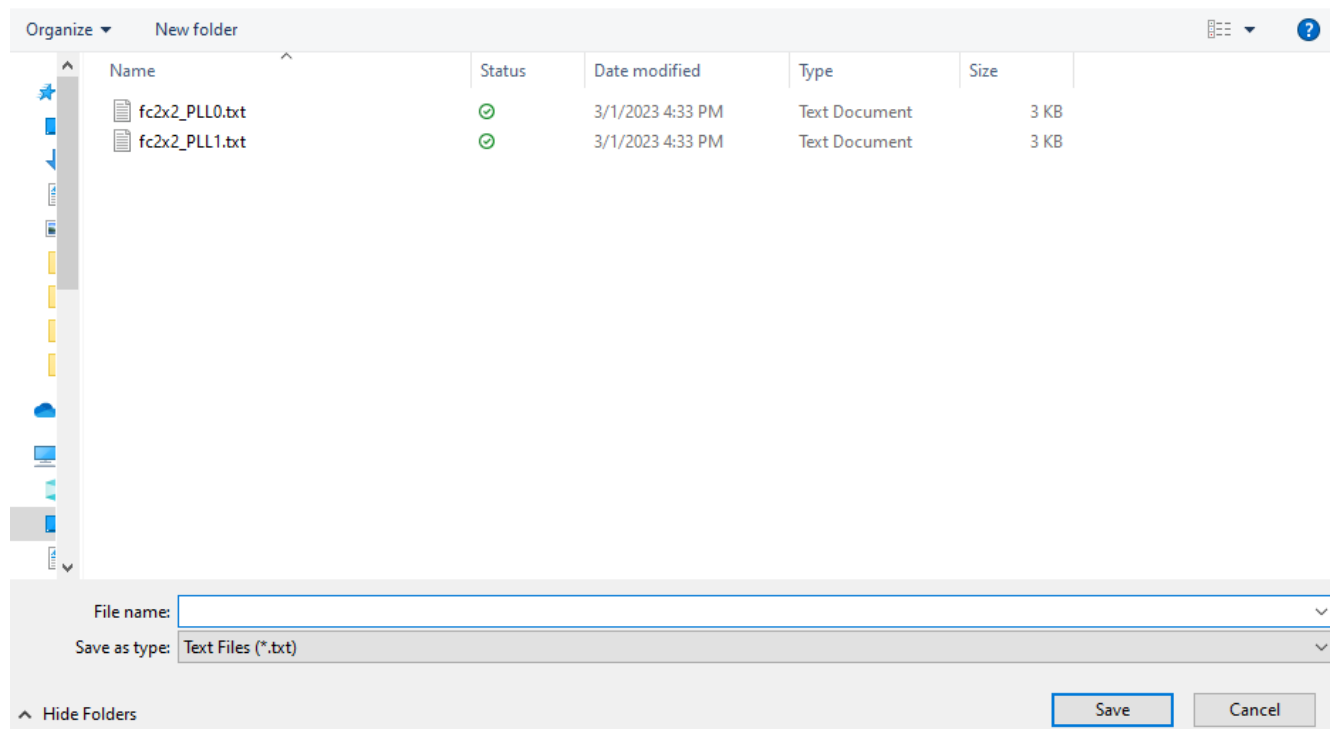 Organize New folder ?
Name Status Date modified Type Size
fc2x2_PLL0.txt 3/1/2023 4:33 PM Text Document 3 KB
fc2x2_PLL1.txt 3/1/2023 4:33 PM Text Document 3 KB
File name:
Save as type: Text Files (*.txt)
Hide Folders Save Cancel